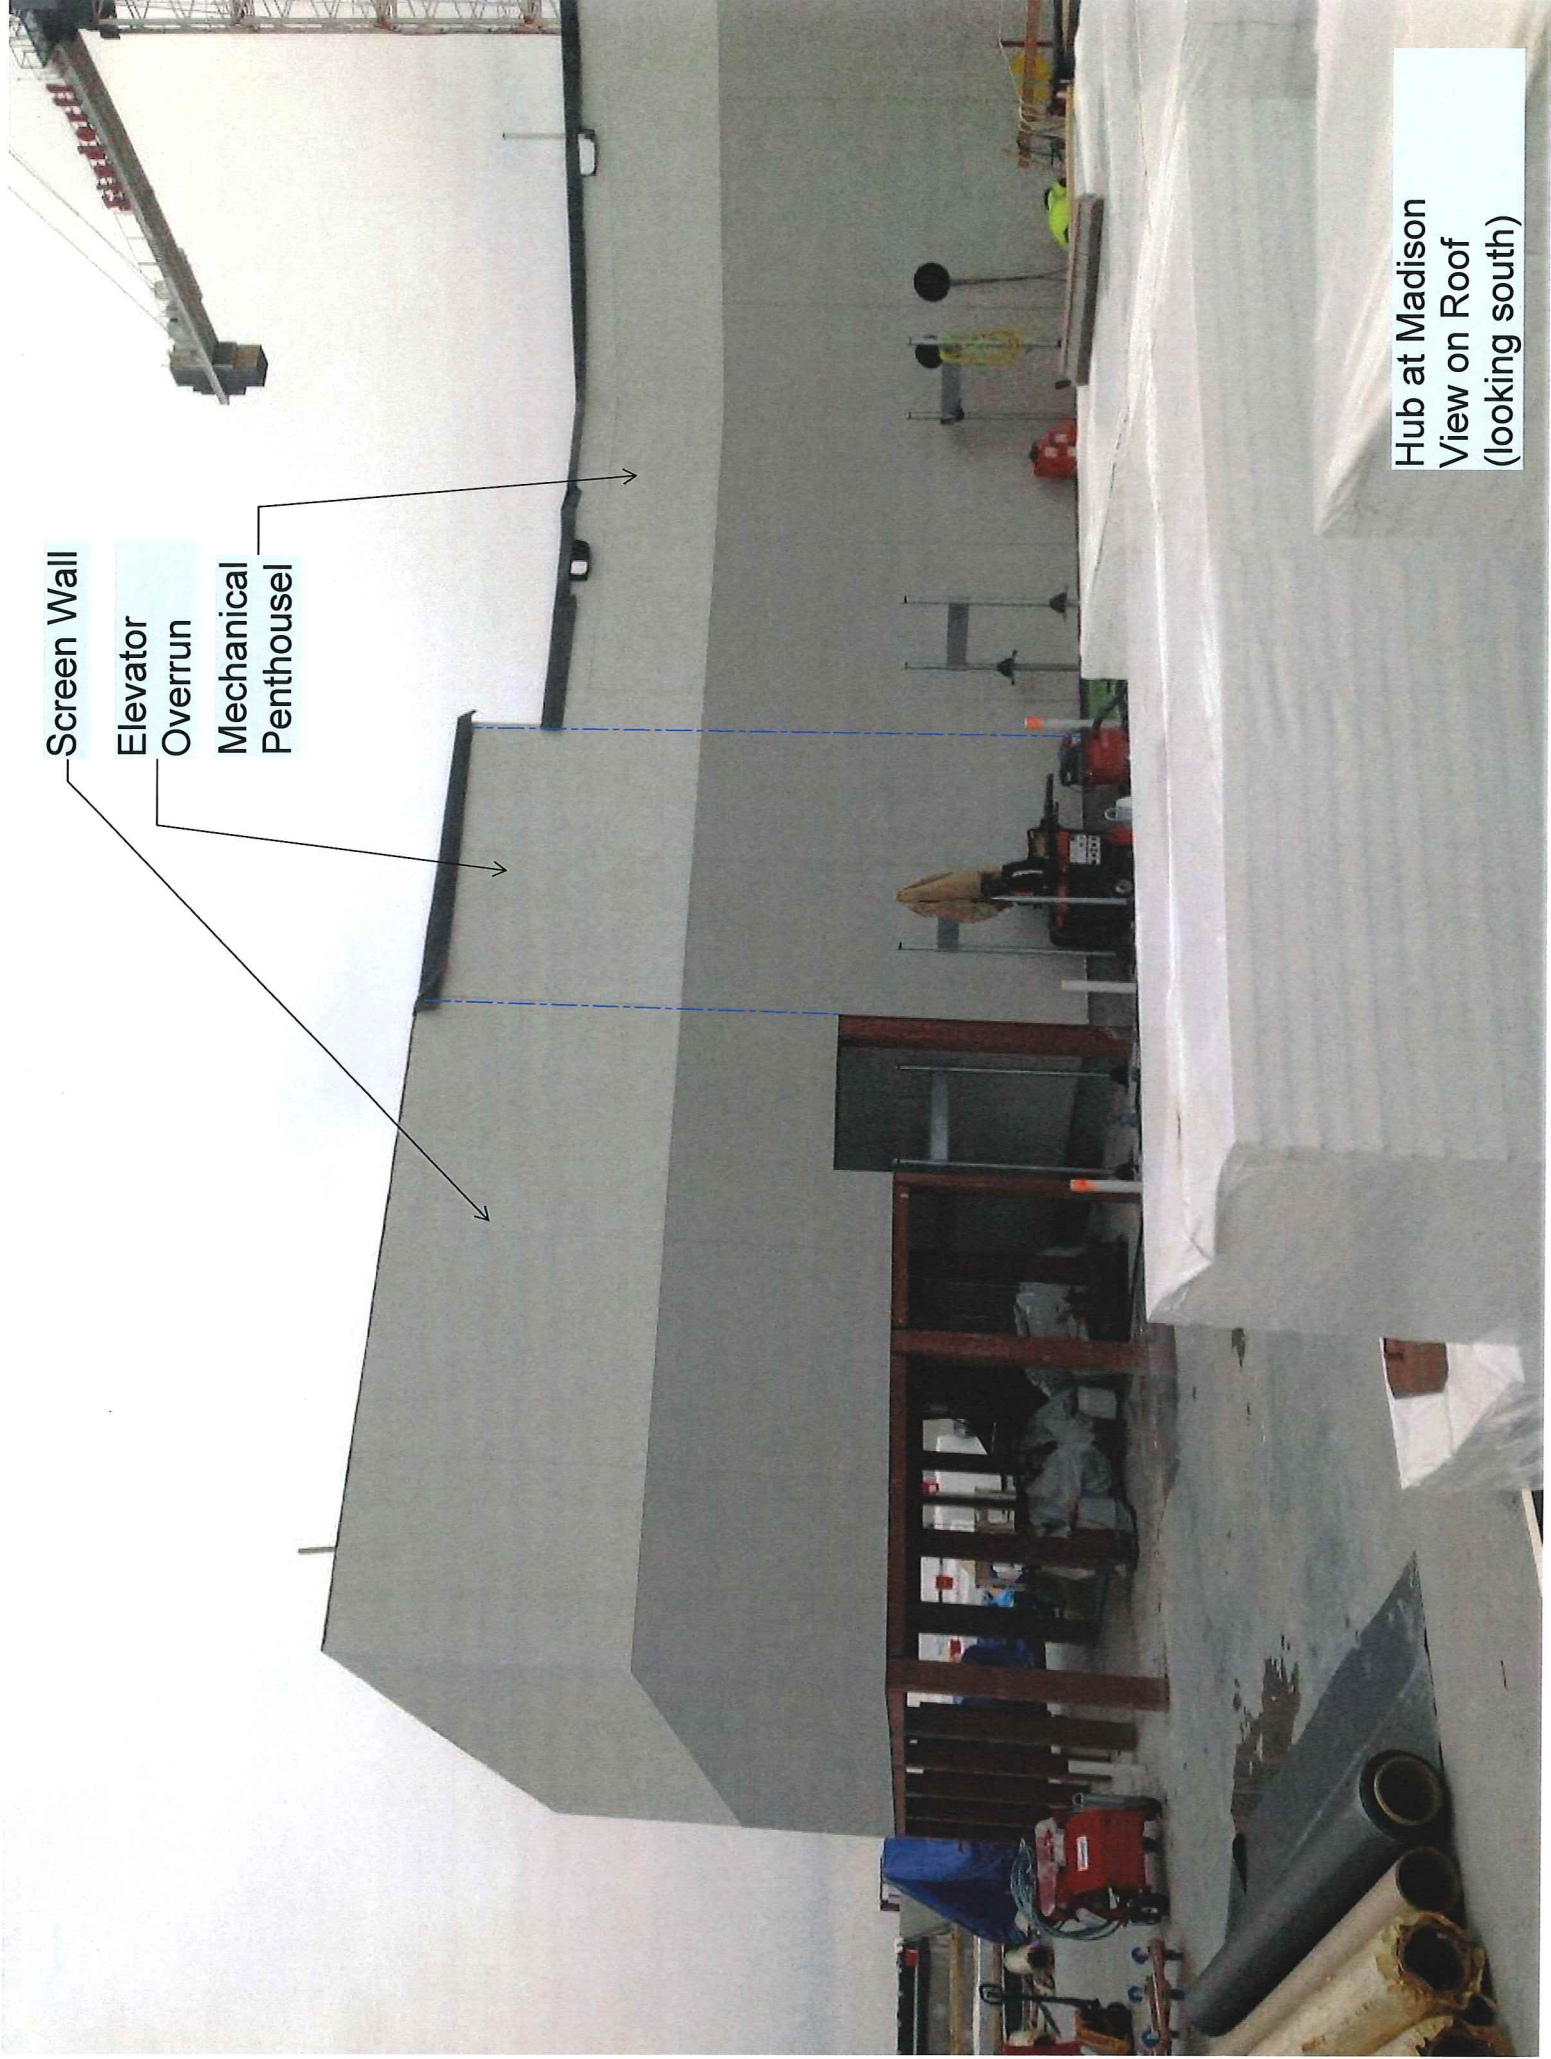 Screen Wall
Elevator
Overrun
Mechanical
Penthousel
Hub at Madison
View on Roof
(looking south)